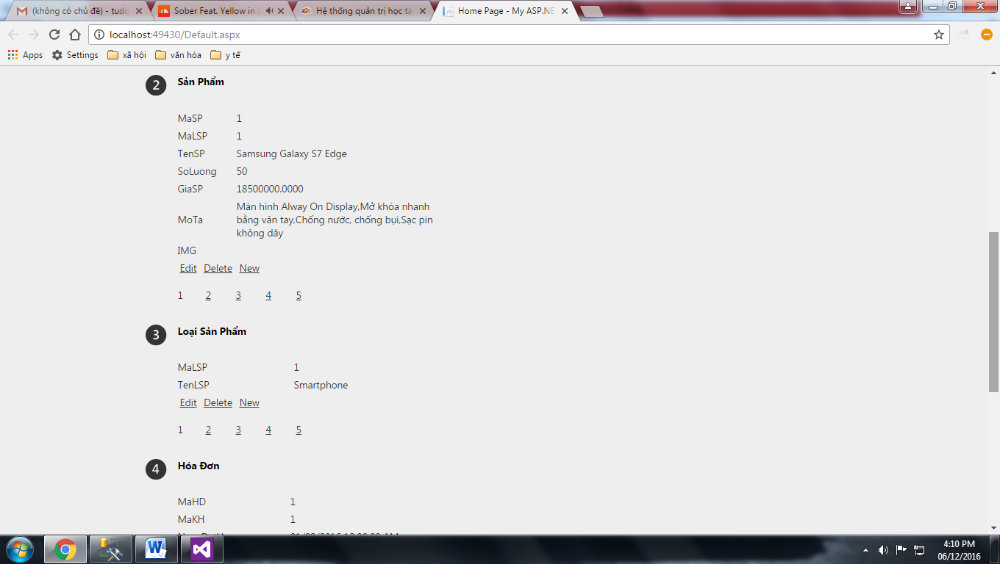 (không có chủ đề) - tudq
Sober Feat. Yellow in
Hệ thống quản trị học tậ
Home Page - My ASP.NE
localhost:49430/Default.aspx
Apps Settings xã hội văn hóa y tế
2 Sản Phẩm
MaSP 1
MaLSP 1
TenSP Samsung Galaxy S7 Edge
SoLuong 50
GiaSP 18500000.0000
MoTa Màn hình Alway On Display,Mở khóa nhanh
bằng vân tay,Chống nước, chống bụi,Sạc pin
không dây
IMG
Edit Delete New
1 2 3 4 5
3 Loại Sản Phẩm
MaLSP 1
TenLSP Smartphone
Edit Delete New
1 2 3 4 5
4 Hóa Đơn
MaHD 1
MaKH 1
4:10 PM
06/12/2016